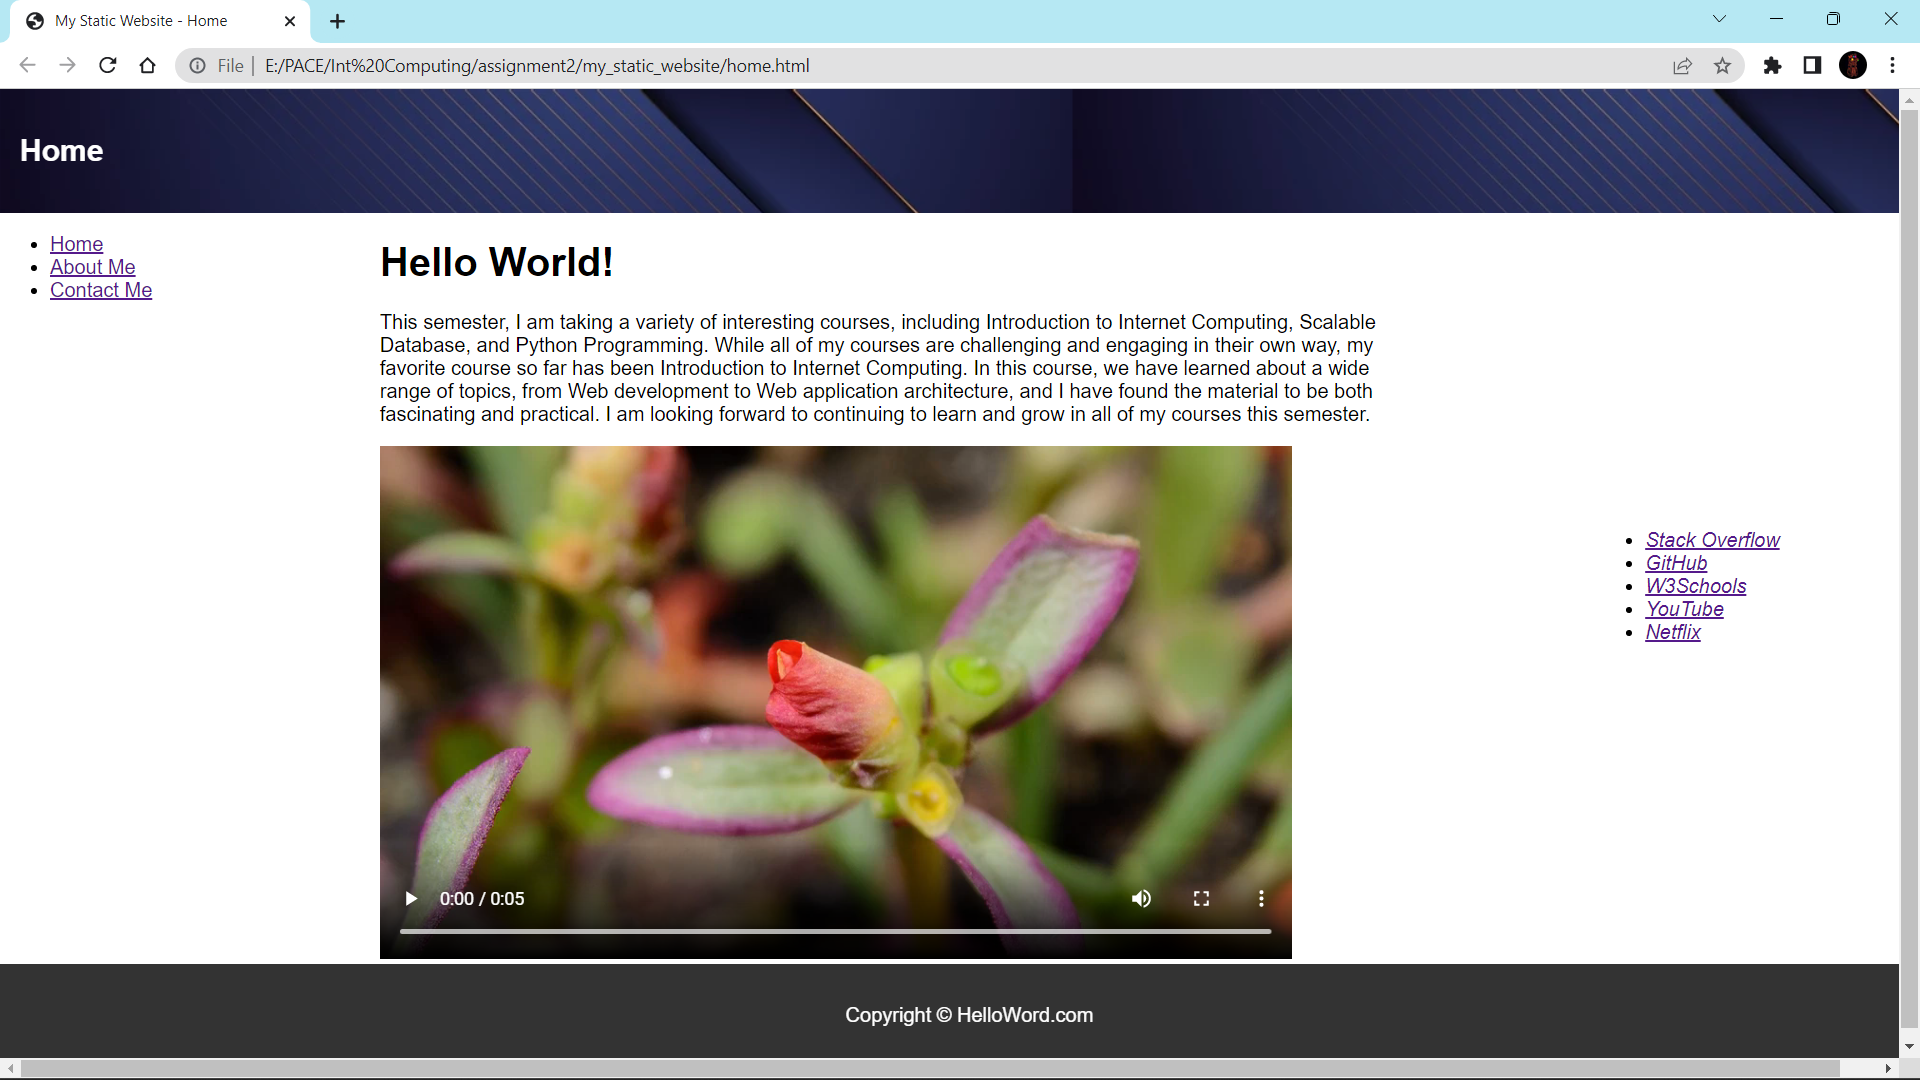 My Static Website - Home
File | E:/PACE/Int%20Computing/assignment2/my_static_website/home.html
Home
Home
About Me
Contact Me
Hello World!
This semester, I am taking a variety of interesting courses, including Introduction to Internet Computing, Scalable
Database, and Python Programming. While all of my courses are challenging and engaging in their own way, my
favorite course so far has been Introduction to Internet Computing. In this course, we have learned about a wide
range of topics, from Web development to Web application architecture, and I have found the material to be both
fascinating and practical. I am looking forward to continuing to learn and grow in all of my courses this semester.
Stack Overflow
GitHub
W3Schools
YouTube
Netflix
0:00 / 0:05
Copyright © HelloWord.com